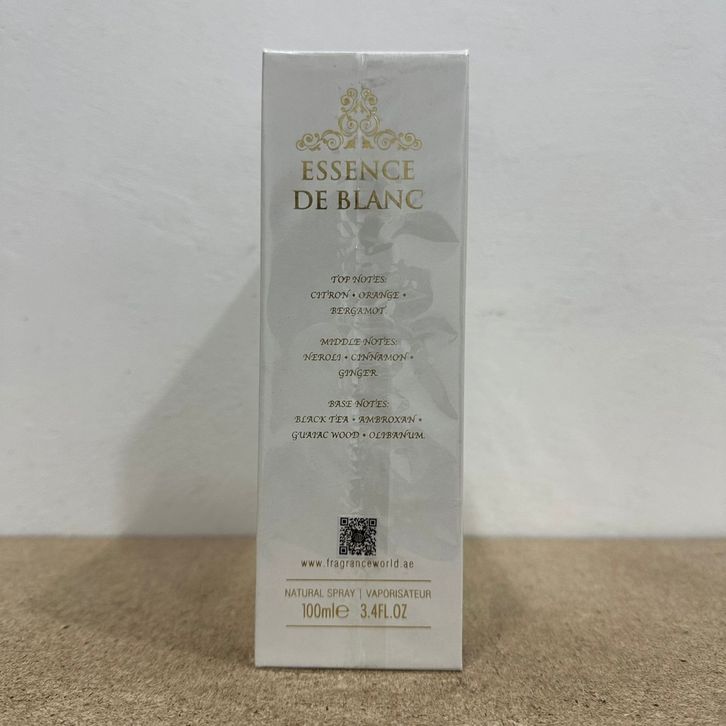 ESSENCE
DE BLANC
TOP NOTES:
CITRON • ORANGE •
BERGAMOT
MIDDLE NOTES:
NEROLI • CINNAMON •
GINGER
BASE NOTES:
BLACK TEA • AMBROXAN •
GUAIAC WOOD • OLIBANUM
www.fragranceworld.ae
NATURAL SPRAY | VAPORISATEUR
100ml℮ 3.4FL.OZ